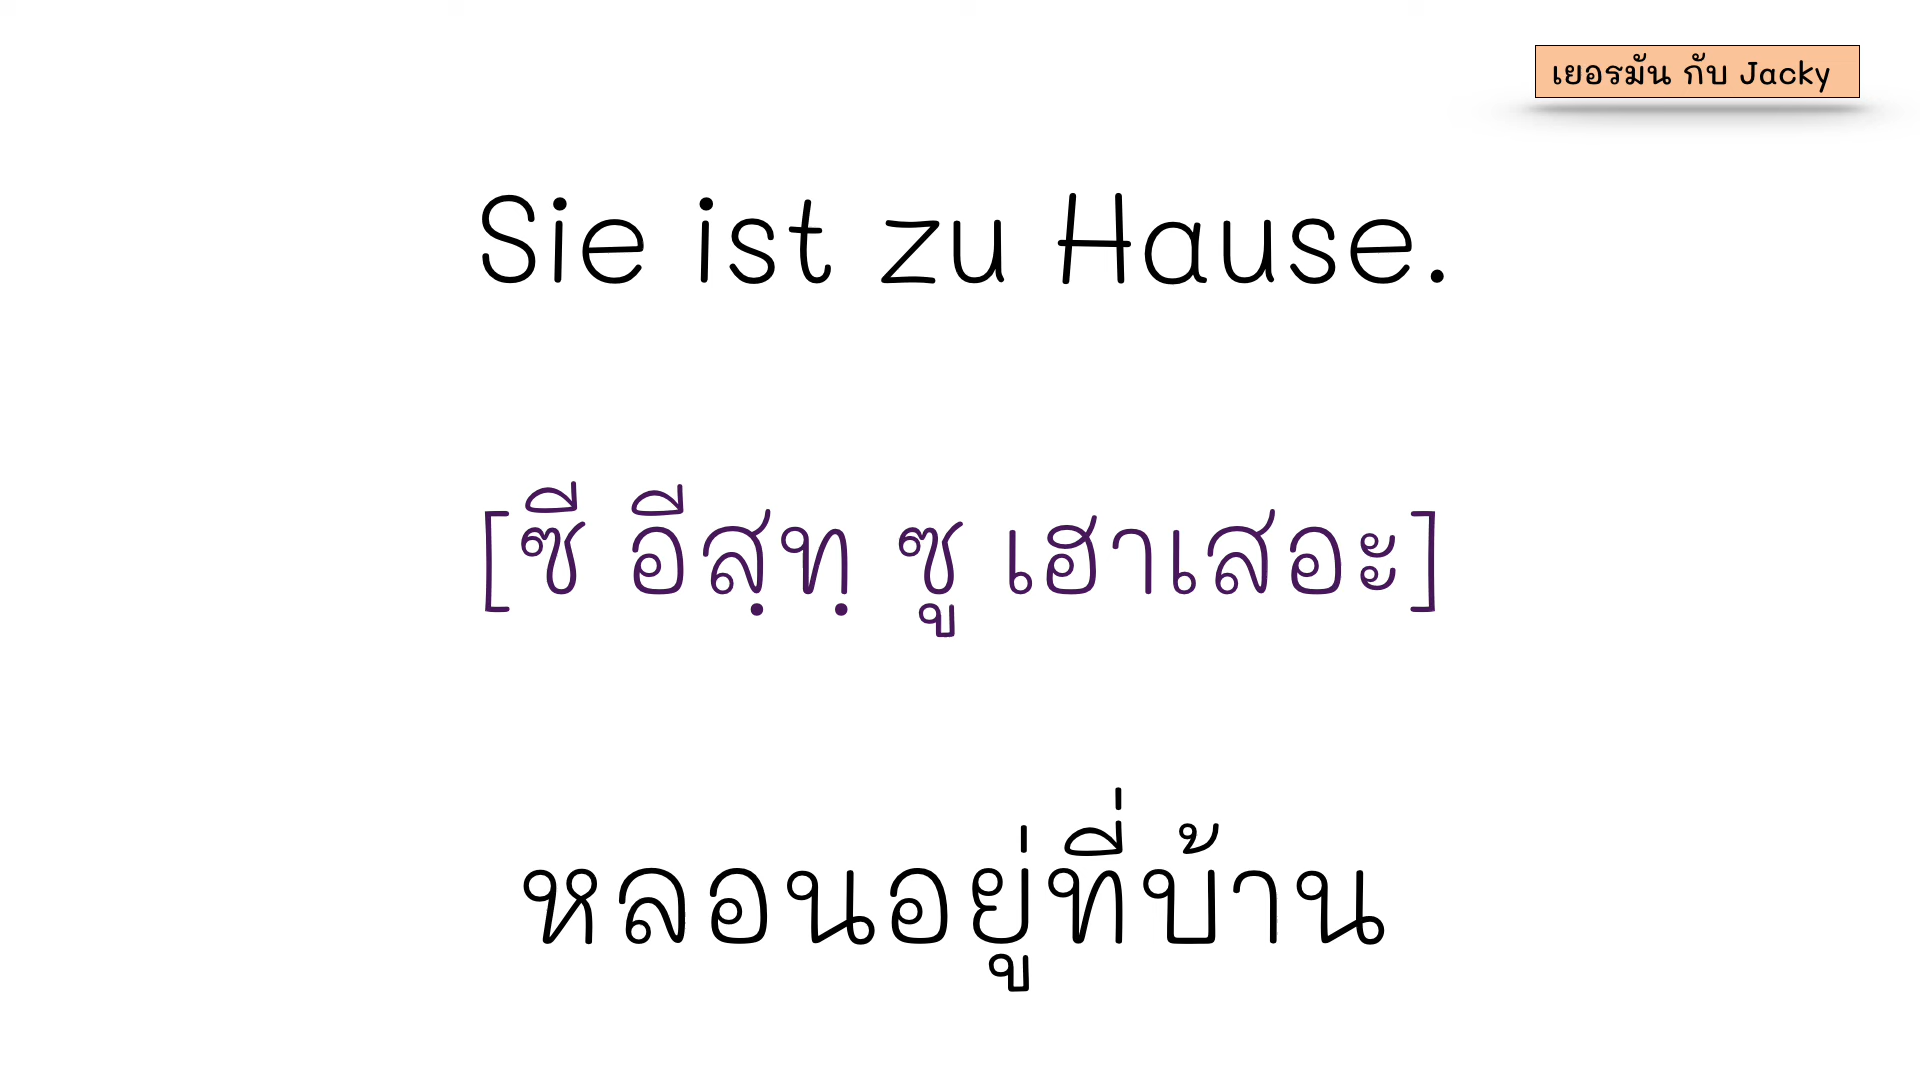 เยอรมัน กับ Jacky
Sie ist zu Hause.
[ซี อีสฺทฺ ซู เฮาเสอะ]
หลอนอยู่ที่บ้าน